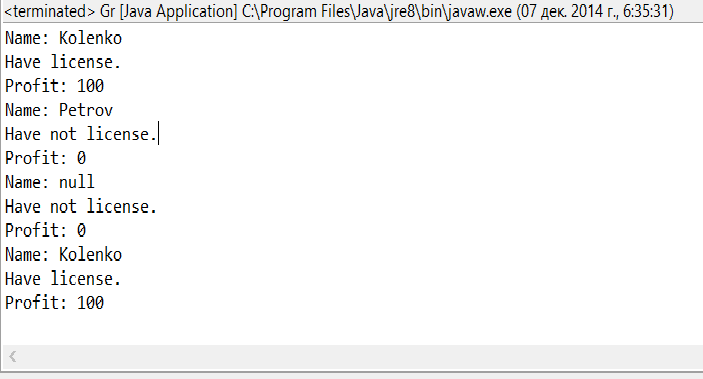 <terminated> Gr [Java Application] C:\Program Files\Java\jre8\bin\javaw.exe (07 дек. 2014 г., 6:35:31)
Name: Kolenko
Have license.
Profit: 100
Name: Petrov
Have not license.
Profit: 0
Name: null
Have not license.
Profit: 0
Name: Kolenko
Have license.
Profit: 100